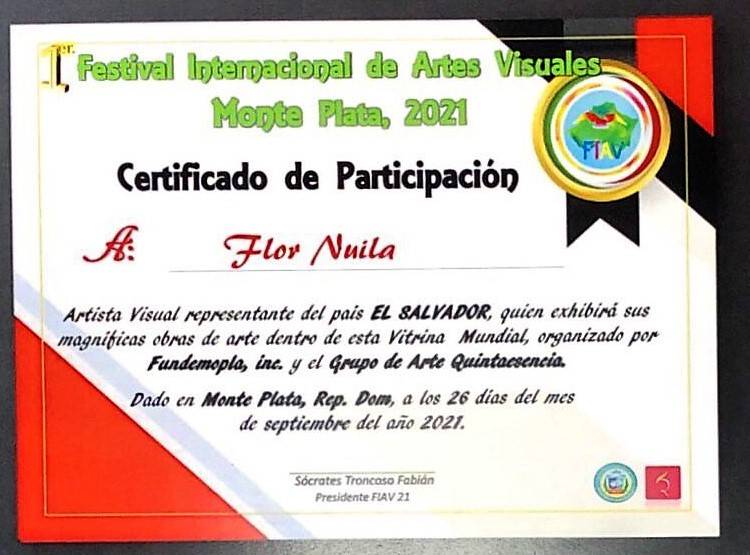 1er. Festival Internacional de Artes Visuales
Monte Plata, 2021
FIAV
Certificado de Participación
A: Flor Nuila
Artista Visual representante del país EL SALVADOR, quien exhibirá sus
magníficas obras de arte dentro de esta Vitrina Mundial, organizado por
Fundemopla, inc. y el Grupo de Arte Quintaesencia.
Dado en Monte Plata, Rep. Dom, a los 26 días del mes
de septiembre del año 2021.
Sócrates Troncoso Fabián
Presidente FIAV 21